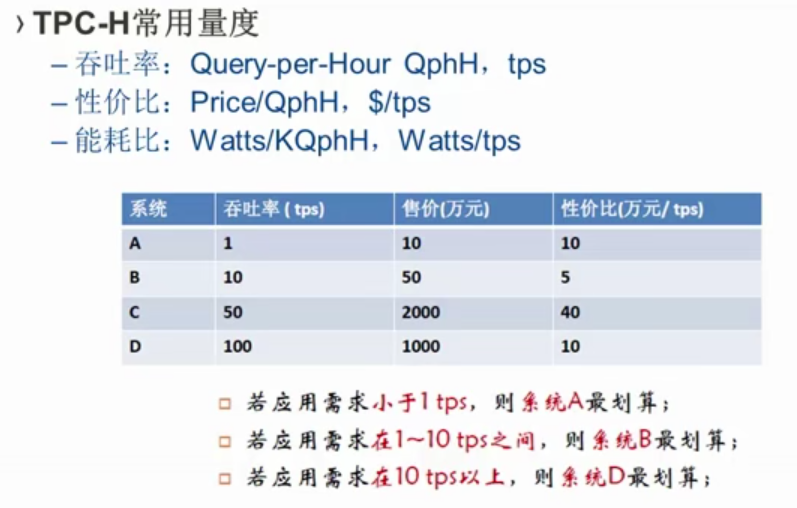 › TPC-H常用量度
– 吞吐率：Query-per-Hour QphH，tps
– 性价比：Price/QphH，$/tps
– 能耗比：Watts/KQphH，Watts/tps
系统 吞吐率 ( tps) 售价(万元) 性价比(万元/ tps)
A 1 10 10
B 10 50 5
C 50 2000 40
D 100 1000 10
□ 若应用需求小于1 tps，则系统A最划算；
□ 若应用需求在1~10 tps之间，则系统B最划算；
□ 若应用需求在10 tps以上，则系统D最划算；